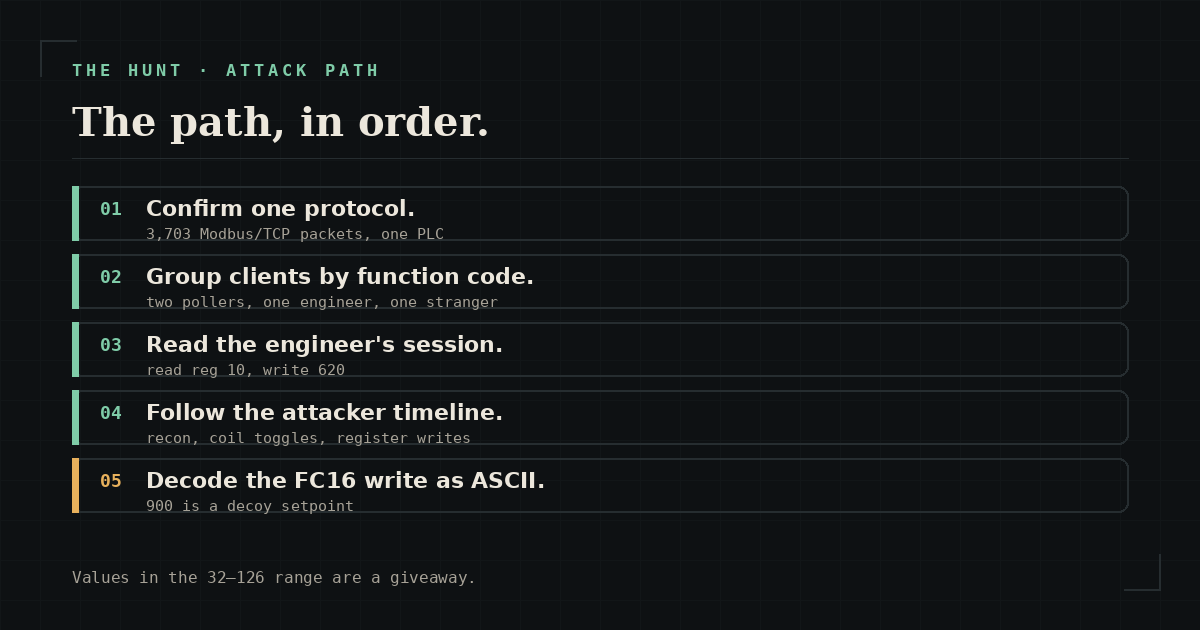 THE HUNT · ATTACK PATH
The path, in order.
01 Confirm one protocol.
3,703 Modbus/TCP packets, one PLC
02 Group clients by function code.
two pollers, one engineer, one stranger
03 Read the engineer's session.
read reg 10, write 620
04 Follow the attacker timeline.
recon, coil toggles, register writes
05 Decode the FC16 write as ASCII.
900 is a decoy setpoint
Values in the 32–126 range are a giveaway.